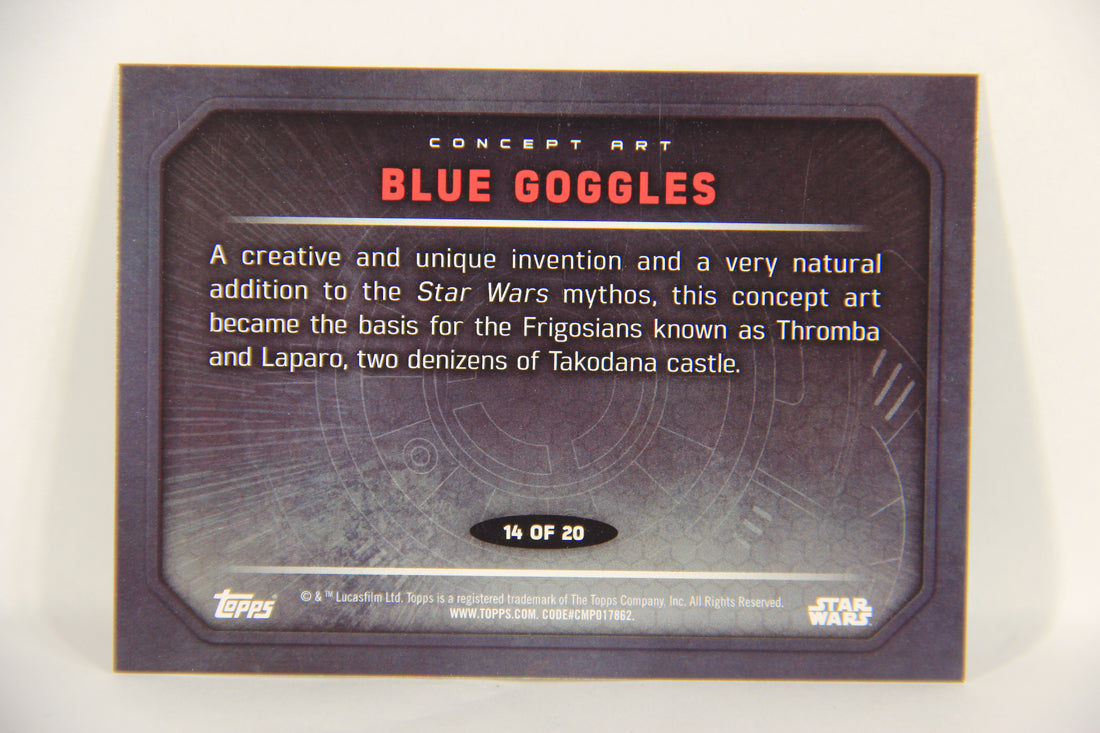 CONCEPT ART
BLUE GOGGLES
A creative and unique invention and a very natural
addition to the Star Wars mythos, this concept art
became the basis for the Frigosians known as Thromba
and Laparo, two denizens of Takodana castle.
14 OF 20
topps
© & ™ Lucasfilm Ltd. Topps is a registered trademark of The Topps Company, Inc. All Rights Reserved.
WWW.TOPPS.COM. CODE#CMP017862.
STAR
WARS